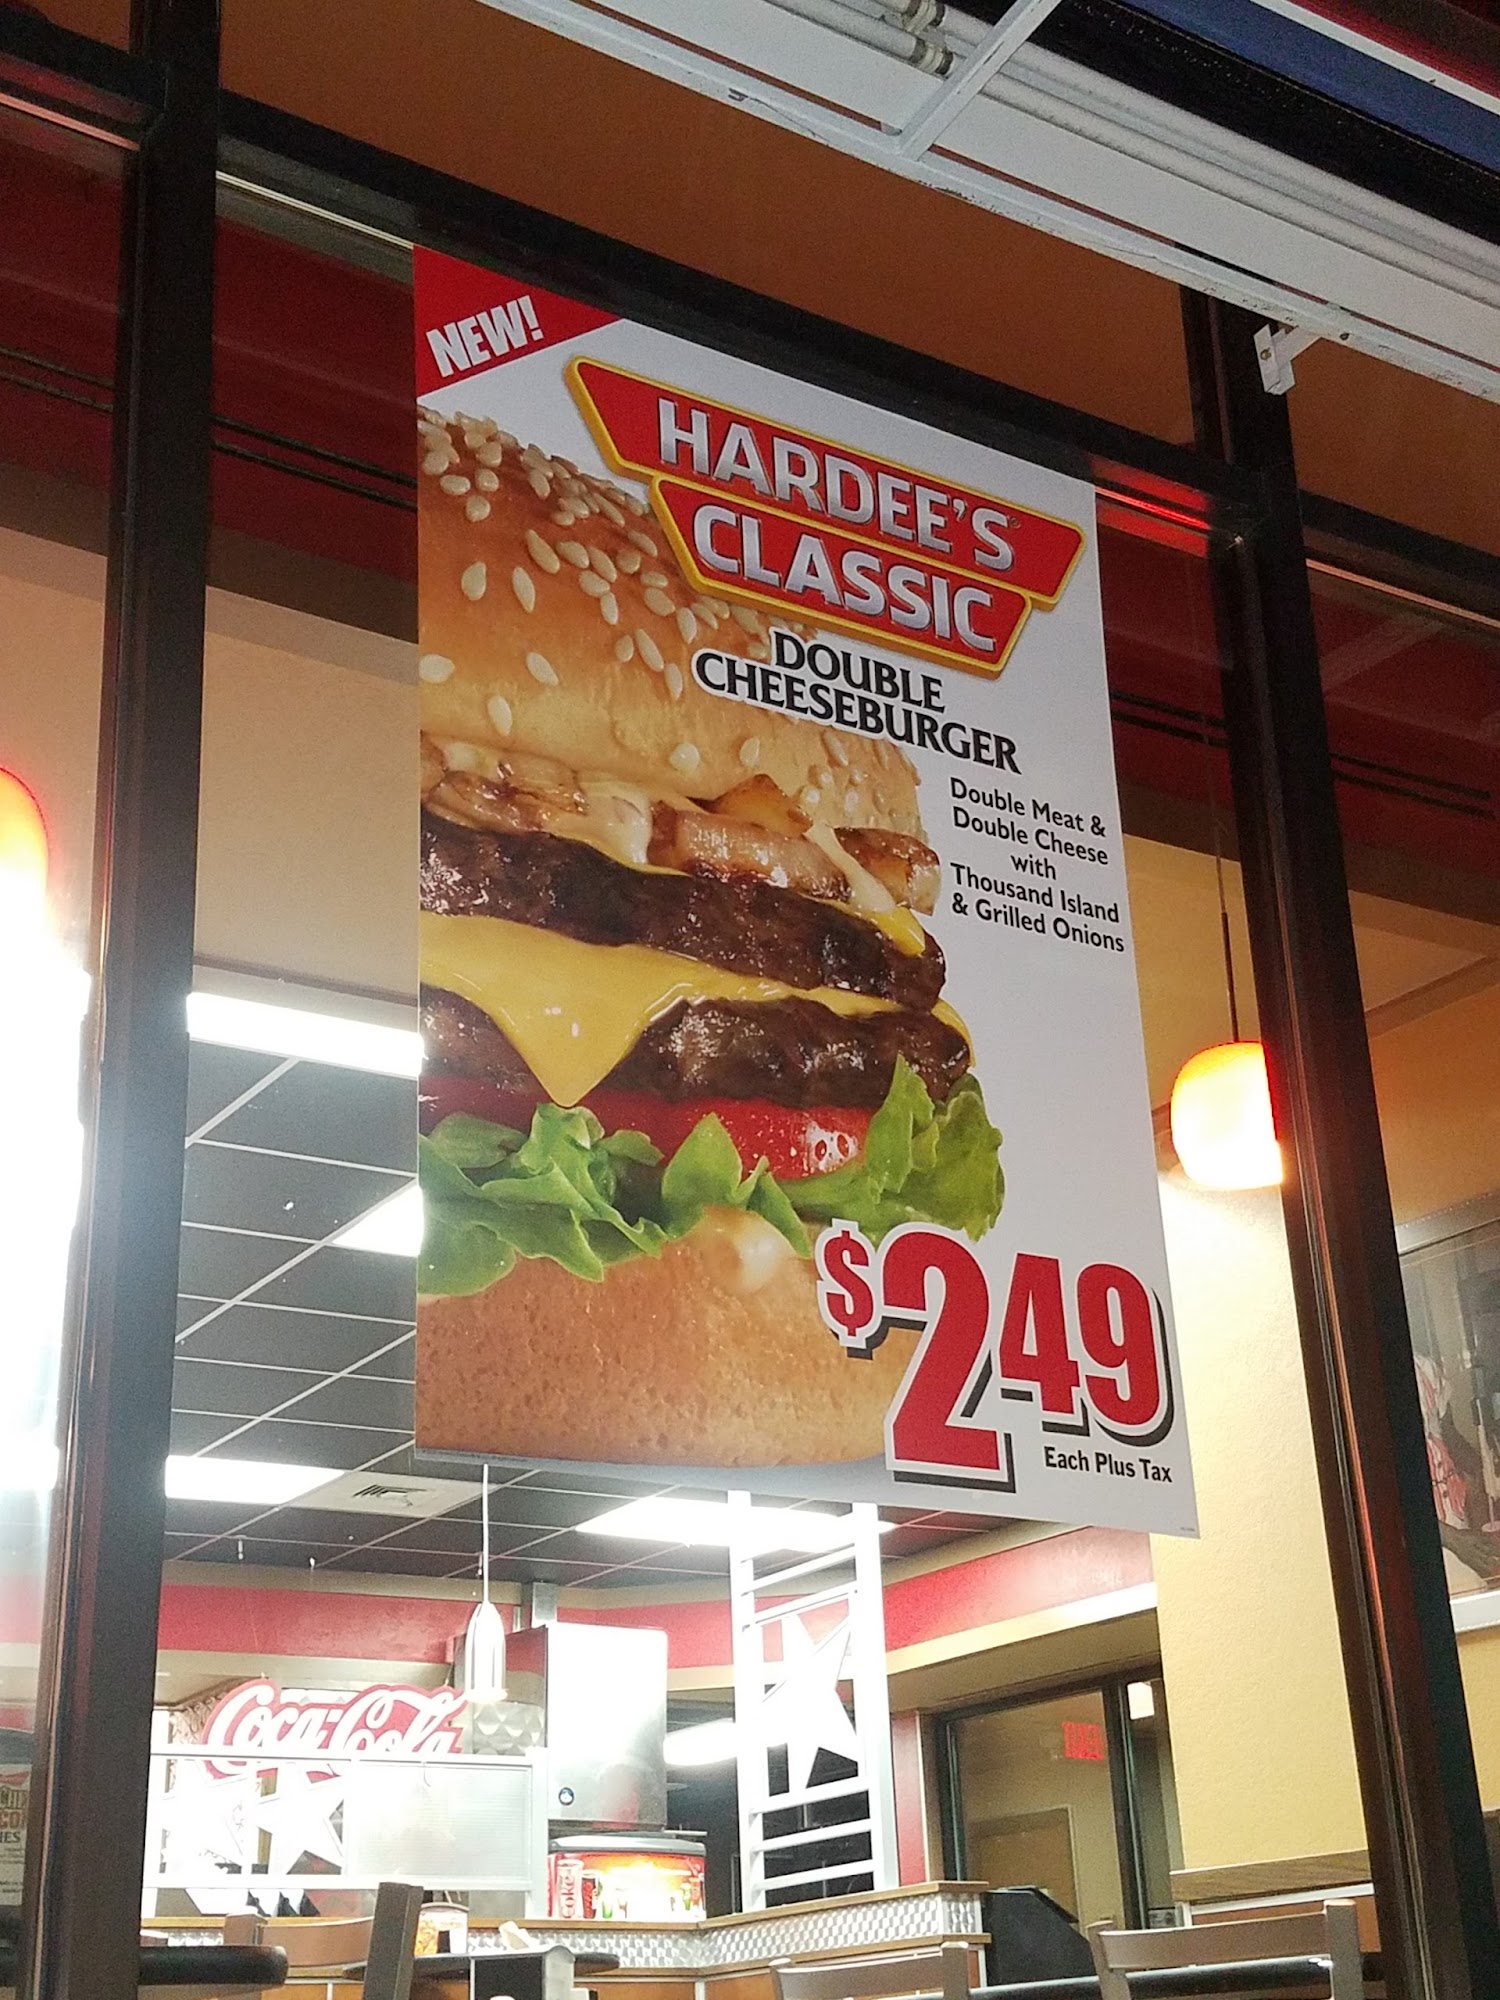 NEW!
HARDEE'S®
CLASSIC
DOUBLE
CHEESEBURGER
Double Meat &
Double Cheese
with
Thousand Island
& Grilled Onions
$249
Each Plus Tax
Coca-Cola
Coke